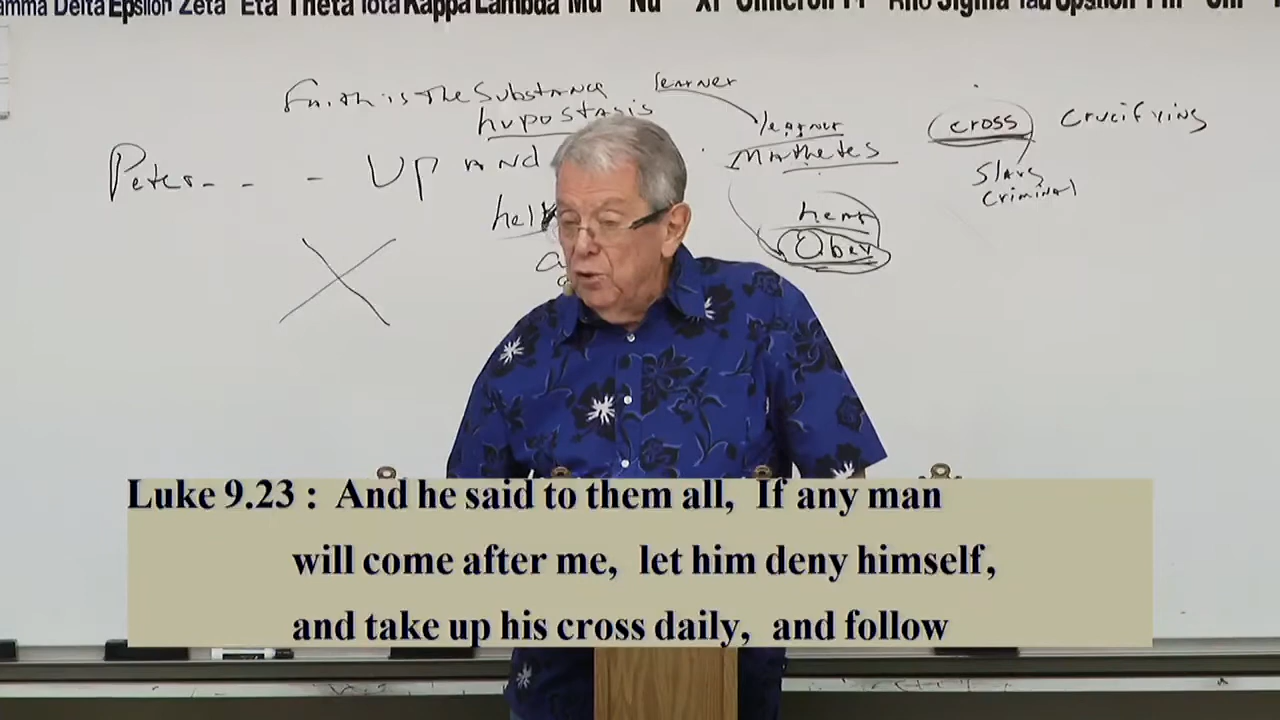 Epsilon Zeta Eta Theta Iota Kappa Lambda Mu Nu Xi Omicron Pi Rho Sigma Tau Upsilon Phi Chi
Faith is The Substance
hupostasis
learner
learner
Mathetes
cross
crucifying
Slave
criminal
Peter - - - Up AND
hear
Obey
Luke 9.23 : And he said to them all, If any man
will come after me, let him deny himself,
and take up his cross daily, and follow